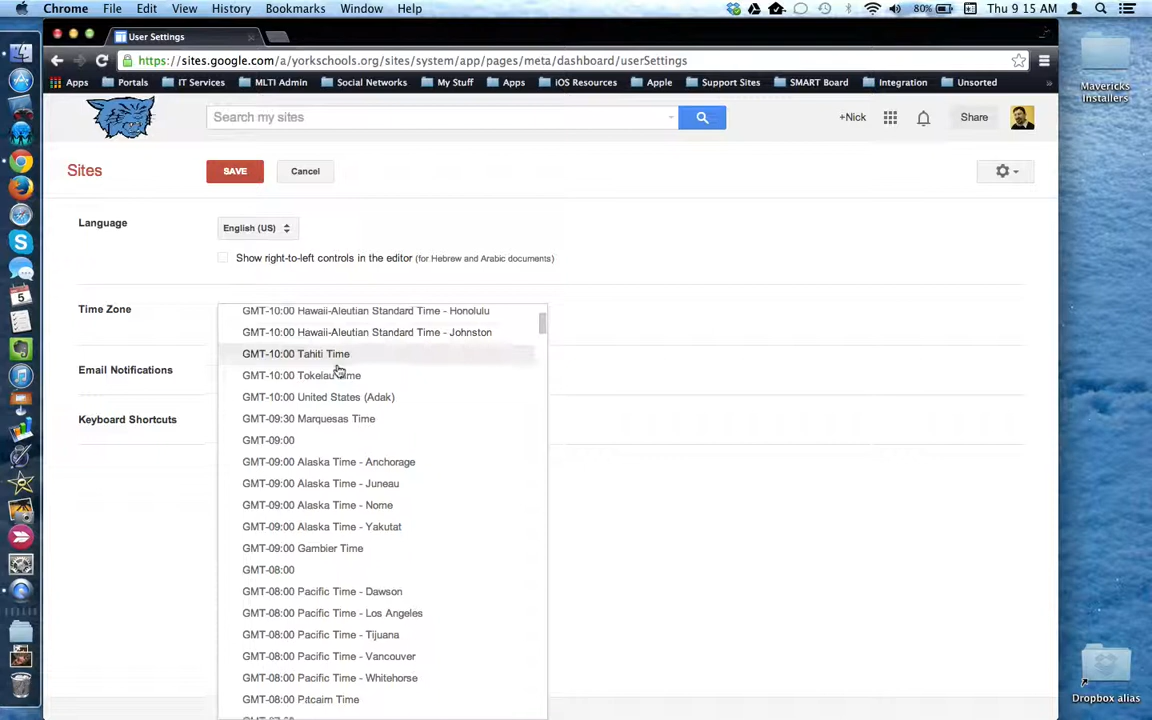 Chrome File Edit View History Bookmarks Window Help 80% Thu 9:15 AM
User Settings
https://sites.google.com/a/yorkschools.org/sites/system/app/pages/meta/dashboard/userSettings
Apps Portals IT Services MLTI Admin Social Networks My Stuff Apps iOS Resources Apple Support Sites SMART Board Integration Unsorted »
Mavericks
Installers
Search my sites
+Nick Share
Sites SAVE Cancel
Language English (US)
Show right-to-left controls in the editor (for Hebrew and Arabic documents)
Time Zone
Email Notifications
Keyboard Shortcuts
GMT-10:00 Hawaii-Aleutian Standard Time - Honolulu
GMT-10:00 Hawaii-Aleutian Standard Time - Johnston
GMT-10:00 Tahiti Time
GMT-10:00 Tokelau Time
GMT-10:00 United States (Adak)
GMT-09:30 Marquesas Time
GMT-09:00
GMT-09:00 Alaska Time - Anchorage
GMT-09:00 Alaska Time - Juneau
GMT-09:00 Alaska Time - Nome
GMT-09:00 Alaska Time - Yakutat
GMT-09:00 Gambier Time
GMT-08:00
GMT-08:00 Pacific Time - Dawson
GMT-08:00 Pacific Time - Los Angeles
GMT-08:00 Pacific Time - Tijuana
GMT-08:00 Pacific Time - Vancouver
GMT-08:00 Pacific Time - Whitehorse
GMT-08:00 Pitcairn Time
Dropbox alias
5